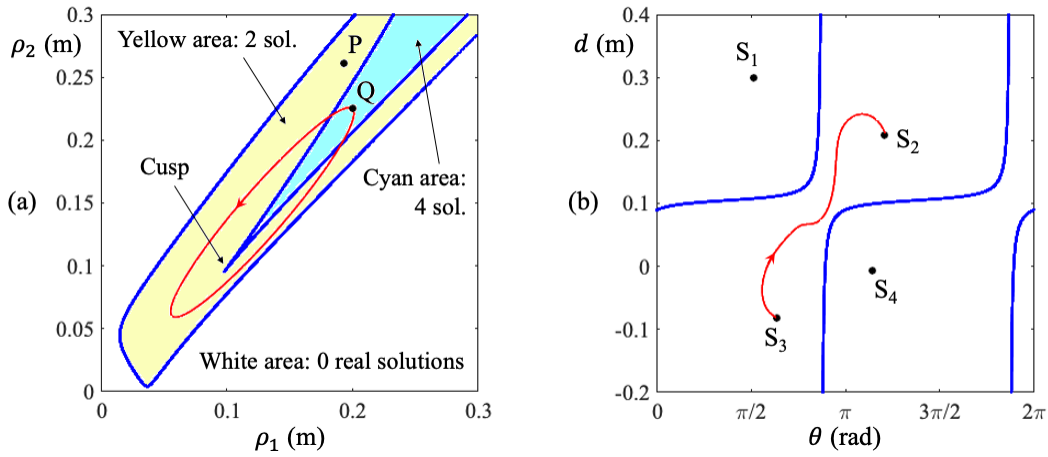 (a)
ρ₂ (m)
0.3
0.25
0.2
0.15
0.1
0.05
0
0
0.1
0.2
0.3
ρ₁ (m)
Yellow area: 2 sol.
P
Q
Cusp
Cyan area:
4 sol.
White area: 0 real solutions
(b)
d (m)
0.4
0.3
0.2
0.1
0
-0.1
-0.2
0
π/2
π
3π/2
2π
θ (rad)
S₁
S₂
S₃
S₄